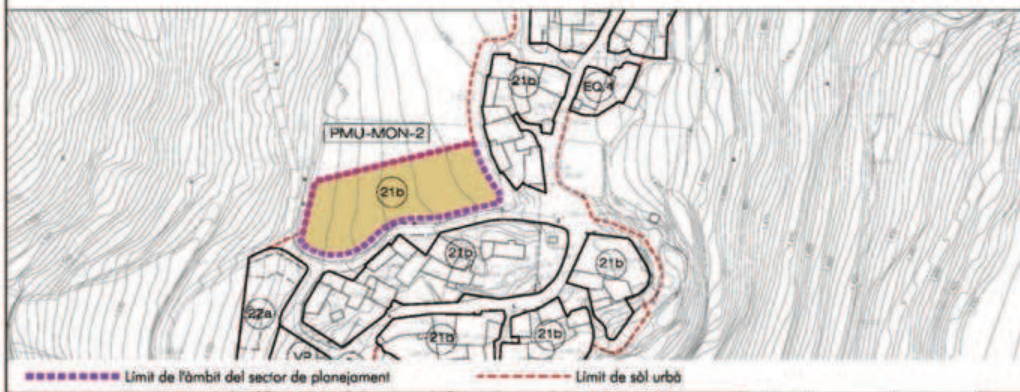 21b
EQ/4
PMU-MON-2
21b
21b
21b
22a
21b
21b
VP
Límit de l'àmbit del sector de planejament
Límit de sòl urbà